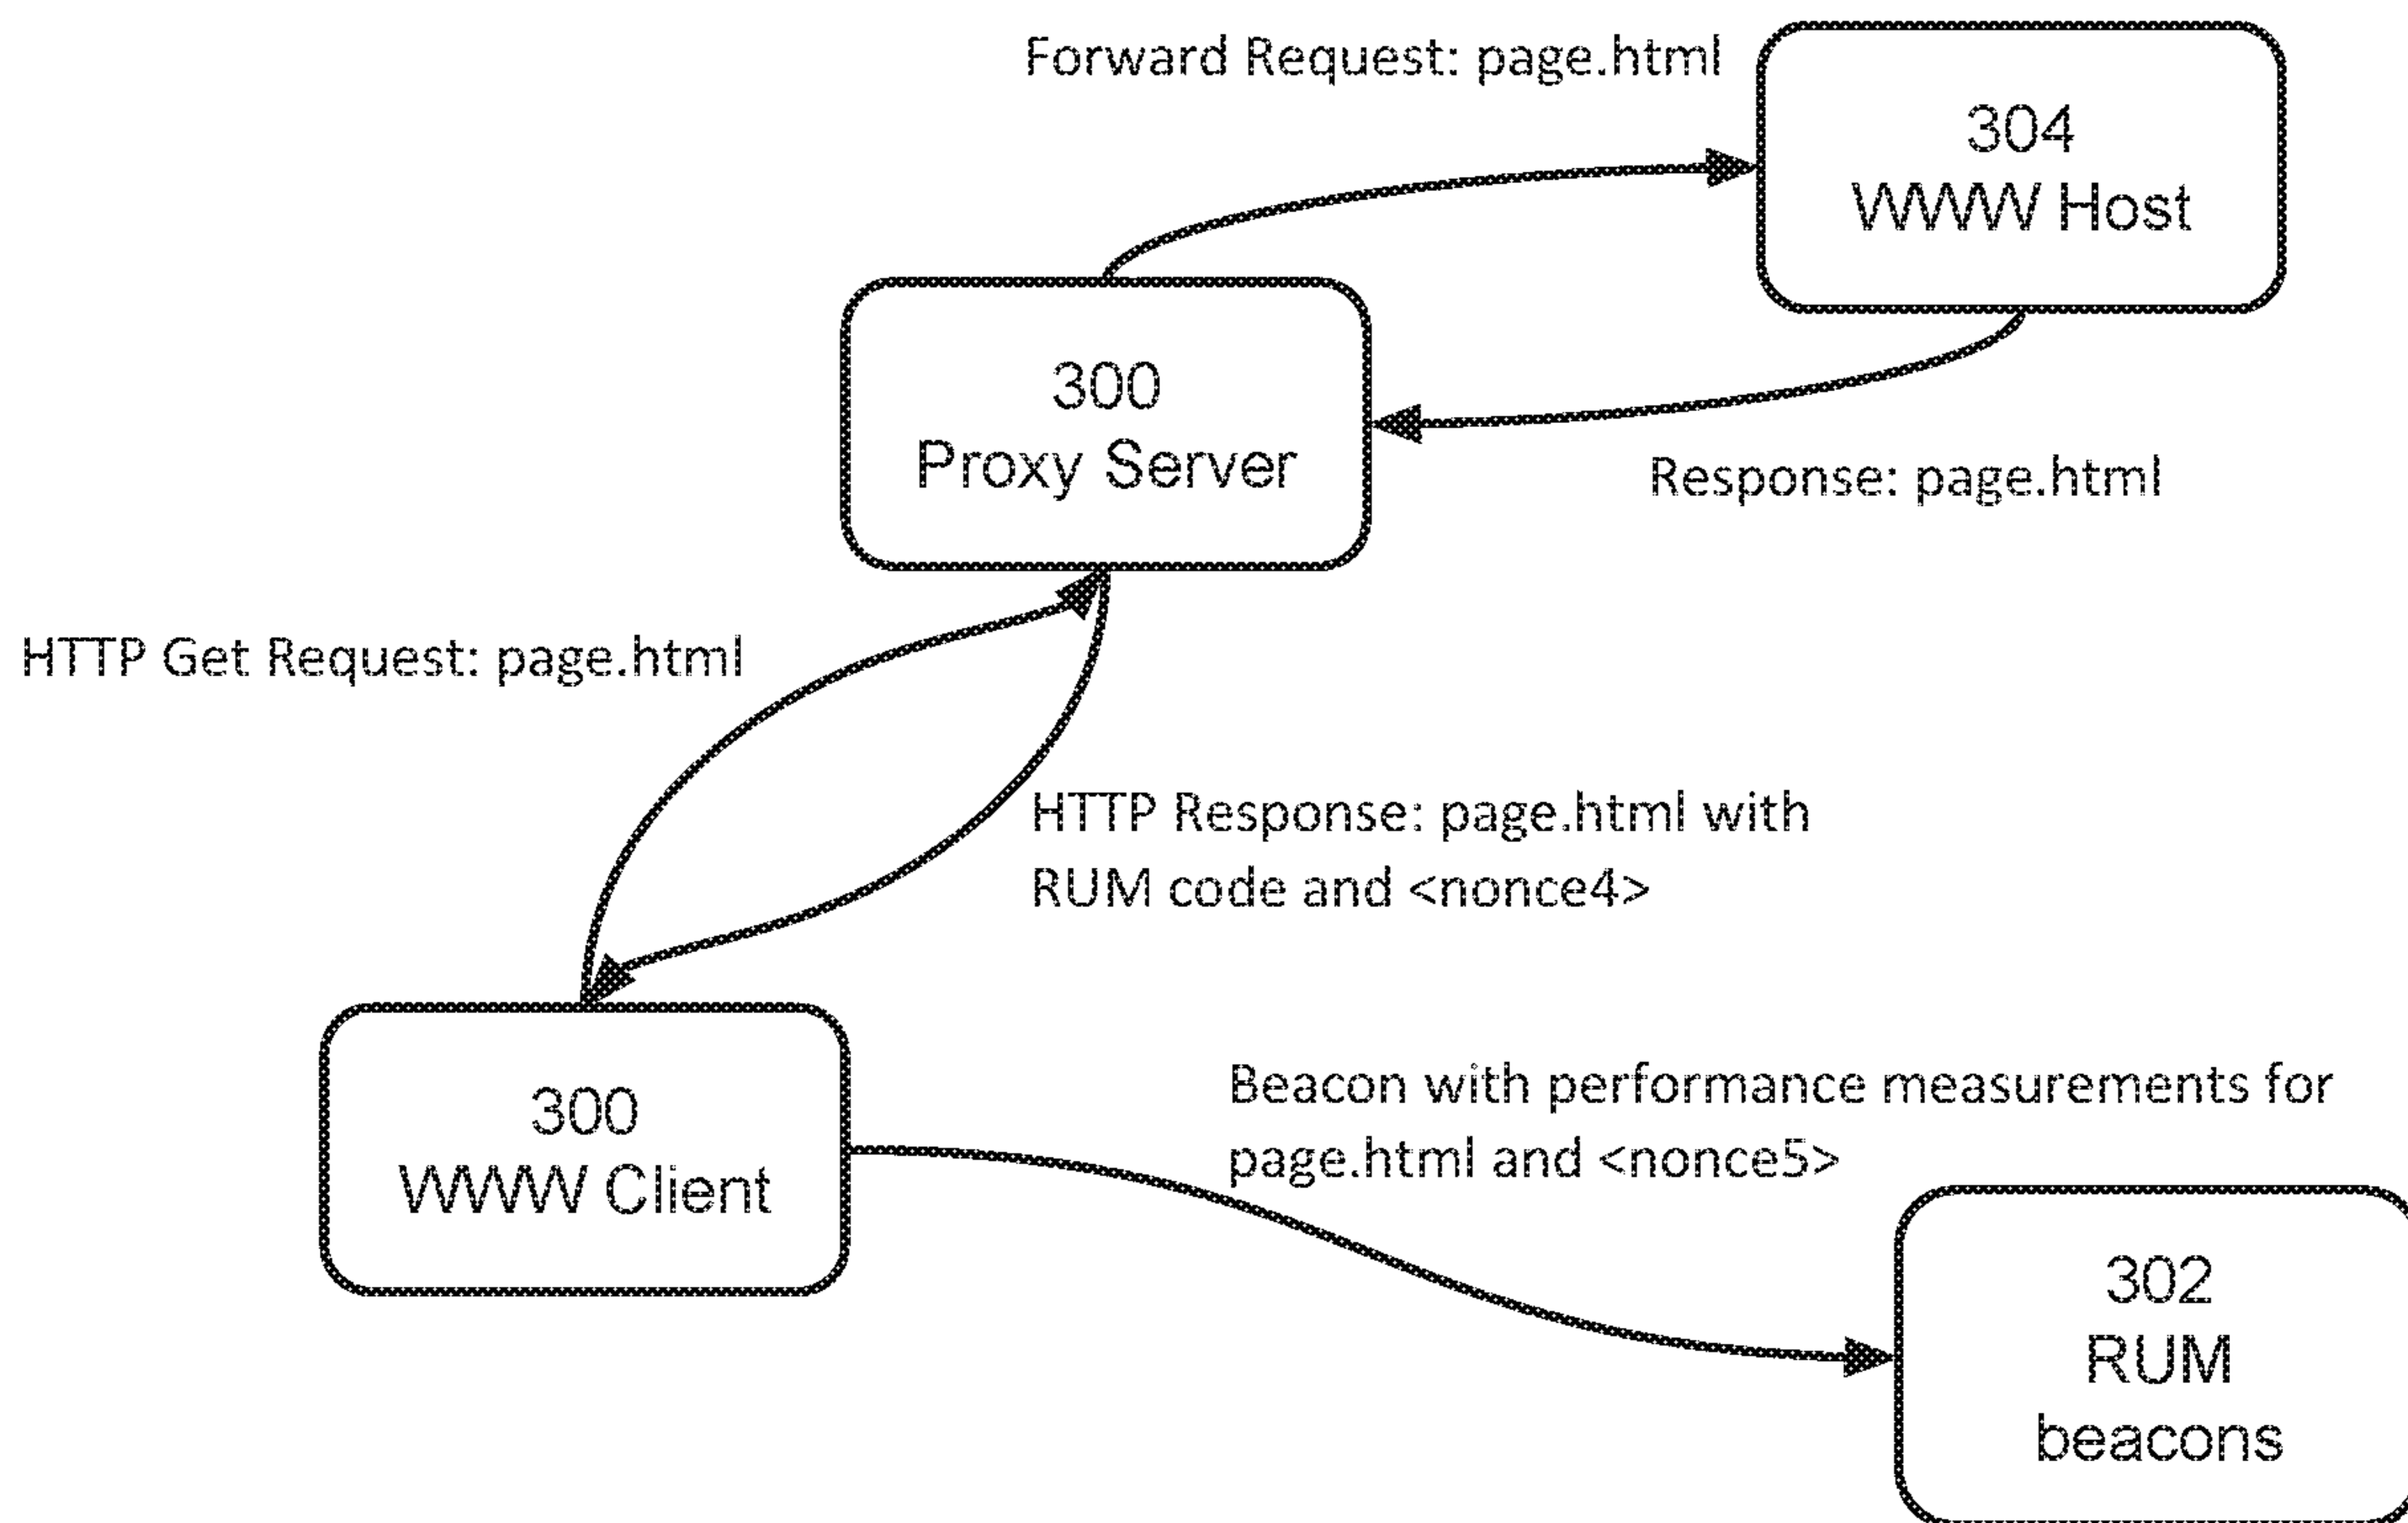 Forward Request: page.html
304
WWW Host
300
Proxy Server
Response: page.html
HTTP Get Request: page.html
HTTP Response: page.html with
RUM code and <nonce4>
300
WWW Client
Beacon with performance measurements for
page.html and <nonce5>
302
RUM
beacons